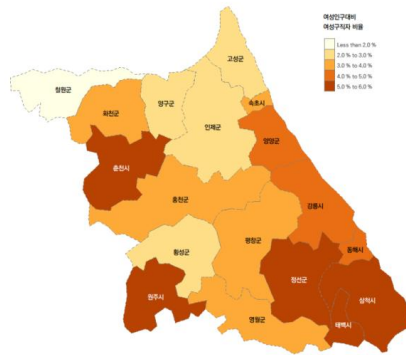 여성인구대비
여성구직자 비율
Less than 2.0 %
2.0 % to 3.0 %
3.0 % to 4.0 %
4.0 % to 5.0 %
5.0 % to 6.0 %
고성군
철원군
양구군
속초시
화천군
인제군
양양군
춘천시
홍천군
강릉시
평창군
동해시
횡성군
정선군
원주시
삼척시
영월군
태백시